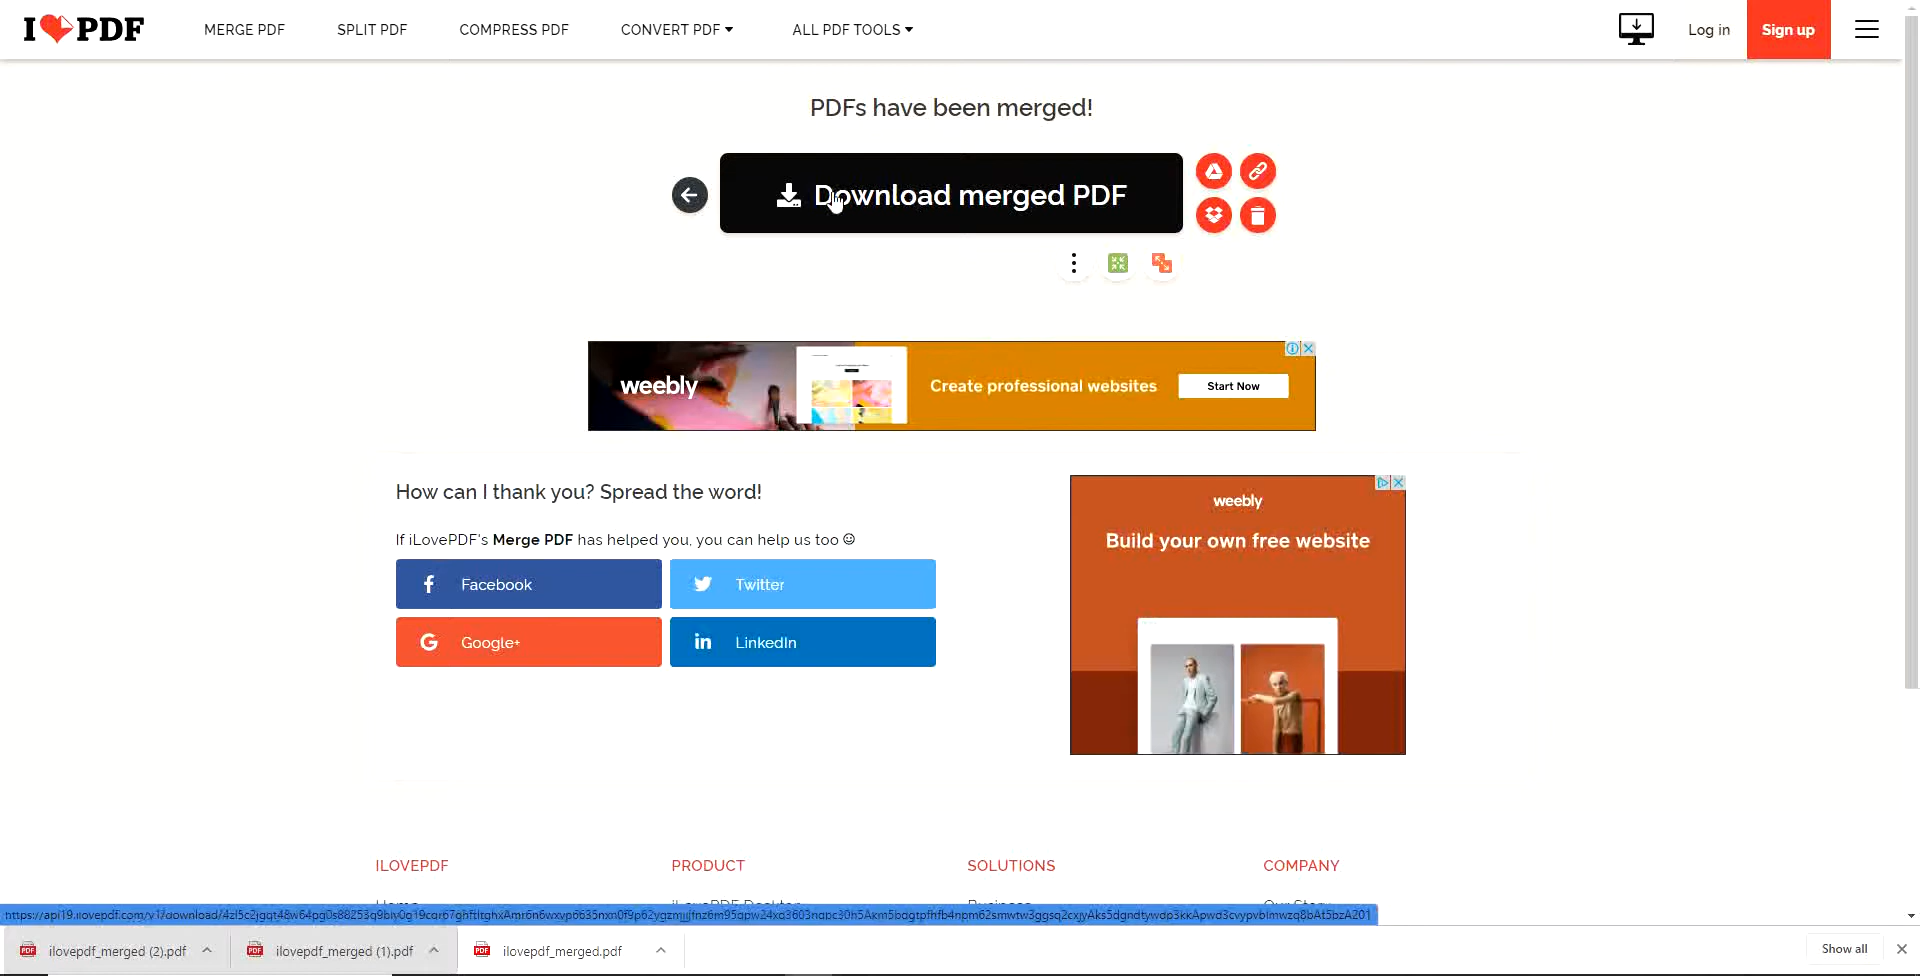 I PDF
MERGE PDF
SPLIT PDF
COMPRESS PDF
CONVERT PDF
ALL PDF TOOLS
Log in
Sign up
PDFs have been merged!
Download merged PDF
weebly
Create professional websites
Start Now
How can I thank you? Spread the word!
If iLovePDF's Merge PDF has helped you, you can help us too
Facebook
Twitter
Google+
LinkedIn
weebly
Build your own free website
ILOVEPDF
PRODUCT
SOLUTIONS
COMPANY
ilovepdf_merged (2).pdf
ilovepdf_merged (1).pdf
ilovepdf_merged.pdf
Show all